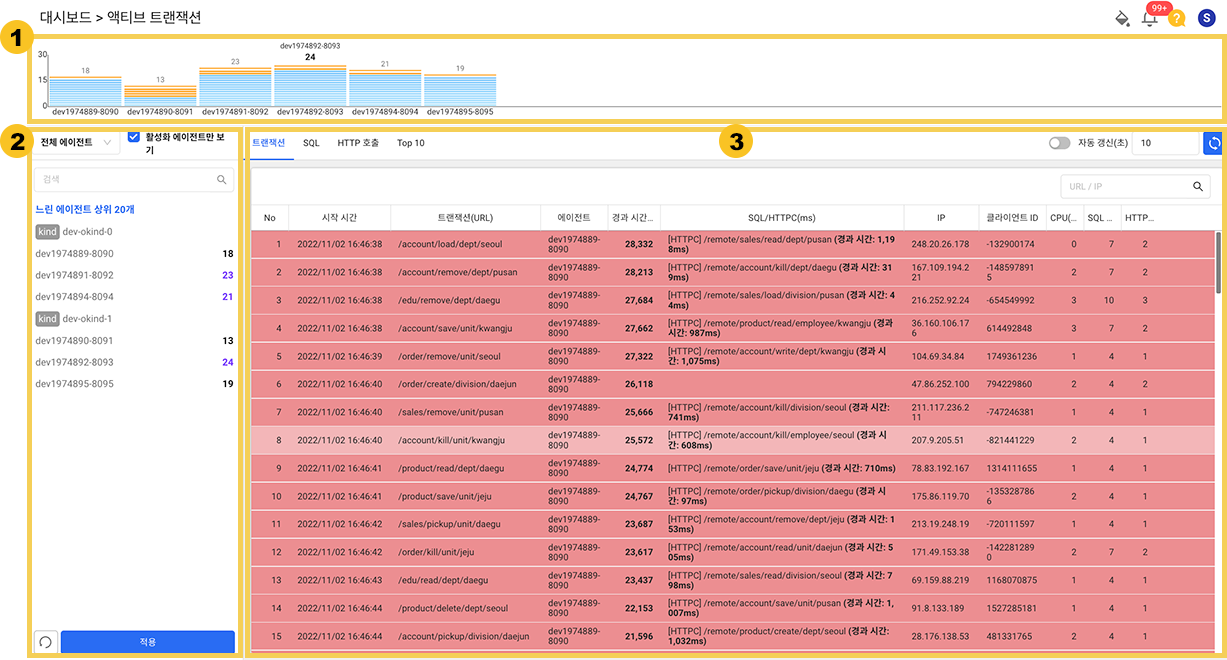 대시보드 > 액티브 트랜잭션
99+
?
S
1
30
15
0
18
13
23
dev1974892-8093
24
21
19
dev1974889-8090 dev1974890-8091 dev1974891-8092 dev1974892-8093 dev1974894-8094 dev1974895-8095
2
전체 에이전트
활성화 에이전트만 보
기
검색
느린 에이전트 상위 20개
kind dev-okind-0
dev1974889-8090 18
dev1974891-8092 23
dev1974894-8094 21
kind dev-okind-1
dev1974890-8091 13
dev1974892-8093 24
dev1974895-8095 19
적용
3
트랜잭션 SQL HTTP 호출 Top 10
자동 갱신(초) 10
URL / IP
No 시작 시간 트랜잭션(URL) 에이전트 경과 시간... SQL/HTTPC(ms) IP 클라이언트 ID CPU(... SQL ... HTTP...
1 2022/11/02 16:46:38 /account/load/dept/seoul dev1974889-
8090 28,332 [HTTPC] /remote/sales/read/dept/pusan (경과 시간: 1,19
8ms) 248.20.26.178 -132900174 0 7 2
2 2022/11/02 16:46:38 /account/remove/dept/pusan dev1974889-
8090 28,213 [HTTPC] /remote/account/kill/dept/daegu (경과 시간: 31
9ms) 167.109.194.2
21 -148597891
5 2 7 2
3 2022/11/02 16:46:38 /edu/remove/dept/daegu dev1974889-
8090 27,684 [HTTPC] /remote/sales/load/division/pusan (경과 시간: 4
4ms) 216.252.92.24 -654549992 3 10 3
4 2022/11/02 16:46:38 /account/save/unit/kwangju dev1974889-
8090 27,662 [HTTPC] /remote/product/read/employee/kwangju (경과
시간: 987ms) 36.160.106.17
6 614492848 3 7 2
5 2022/11/02 16:46:39 /order/remove/unit/seoul dev1974889-
8090 27,322 [HTTPC] /remote/account/write/dept/kwangju (경과 시
간: 1,075ms) 104.69.34.84 1749361236 1 4 1
6 2022/11/02 16:46:40 /order/create/division/daejun dev1974889-
8090 26,118 47.86.252.100 794229860 2 4 2
7 2022/11/02 16:46:40 /sales/remove/unit/pusan dev1974889-
8090 25,666 [HTTPC] /remote/account/kill/division/seoul (경과 시간:
741ms) 211.117.236.2
11 -747246381 1 4 1
8 2022/11/02 16:46:40 /account/kill/unit/kwangju dev1974889-
8090 25,572 [HTTPC] /remote/account/kill/employee/seoul (경과 시
간: 608ms) 207.9.205.51 -821441229 2 4 1
9 2022/11/02 16:46:41 /product/read/dept/daegu dev1974889-
8090 24,774 [HTTPC] /remote/order/save/unit/jeju (경과 시간: 710ms) 78.83.192.167 1314111655 1 4 1
10 2022/11/02 16:46:41 /product/save/unit/jeju dev1974889-
8090 24,767 [HTTPC] /remote/order/pickup/division/daegu (경과 시
간: 97ms) 175.86.119.70 -135328786
6 2 4 1
11 2022/11/02 16:46:42 /sales/pickup/unit/daegu dev1974889-
8090 23,687 [HTTPC] /remote/account/remove/dept/jeju (경과 시간: 1
53ms) 213.19.248.19 -720111597 1 4 1
12 2022/11/02 16:46:42 /order/kill/unit/jeju dev1974889-
8090 23,617 [HTTPC] /remote/account/read/unit/daejun (경과 시간: 5
05ms) 171.49.153.38 -142281289
0 2 7 2
13 2022/11/02 16:46:43 /edu/read/dept/daegu dev1974889-
8090 23,437 [HTTPC] /remote/sales/read/division/seoul (경과 시간: 7
98ms) 69.159.88.219 1168070875 1 4 1
14 2022/11/02 16:46:44 /product/delete/dept/seoul dev1974889-
8090 22,153 [HTTPC] /remote/account/save/unit/pusan (경과 시간: 1,
007ms) 91.8.133.189 1527285181 1 4 1
15 2022/11/02 16:46:44 /account/pickup/division/daejun dev1974889-
8090 21,596 [HTTPC] /remote/product/create/dept/seoul (경과 시간:
1,032ms) 28.176.138.53 481331765 2 4 1